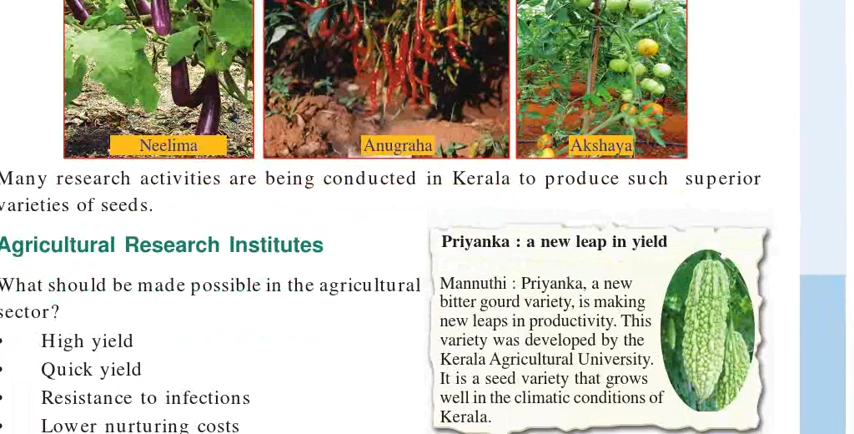 Neelima
Anugraha
Akshaya
Many research activities are being conducted in Kerala to produce such superior
varieties of seeds.
Agricultural Research Institutes
What should be made possible in the agricultural
sector?
• High yield
• Quick yield
• Resistance to infections
• Lower nurturing costs
Priyanka : a new leap in yield
Mannuthi : Priyanka, a new
bitter gourd variety, is making
new leaps in productivity. This
variety was developed by the
Kerala Agricultural University.
It is a seed variety that grows
well in the climatic conditions of
Kerala.